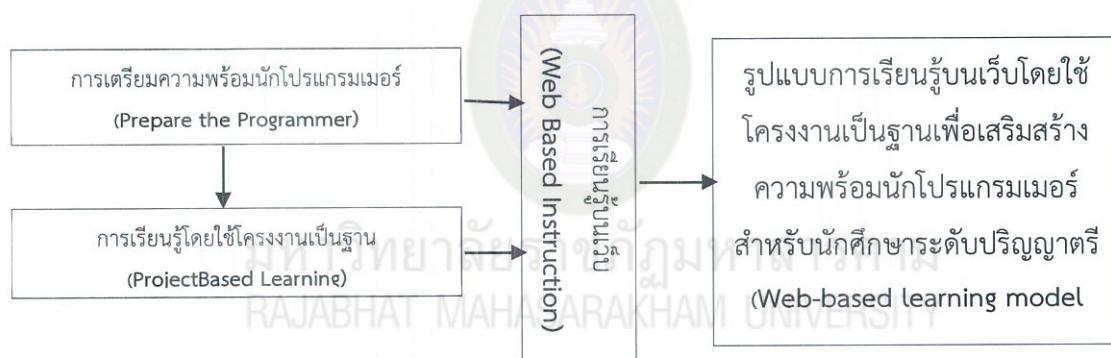 การเตรียมความพร้อมนักโปรแกรมเมอร์
(Prepare the Programmer)
การเรียนรู้โดยใช้โครงงานเป็นฐาน
(ProjectBased Learning)
การเรียนรู้บนเว็บ
(Web Based Instruction)
รูปแบบการเรียนรู้บนเว็บโดยใช้
โครงงานเป็นฐานเพื่อเสริมสร้าง
ความพร้อมนักโปรแกรมเมอร์
สำหรับนักศึกษาระดับปริญญาตรี
(Web-based learning model
มหาวิทยาลัยราชภัฏมหาสารคาม
RAJABHAT MAHASARAKHAM UNIVERSITY